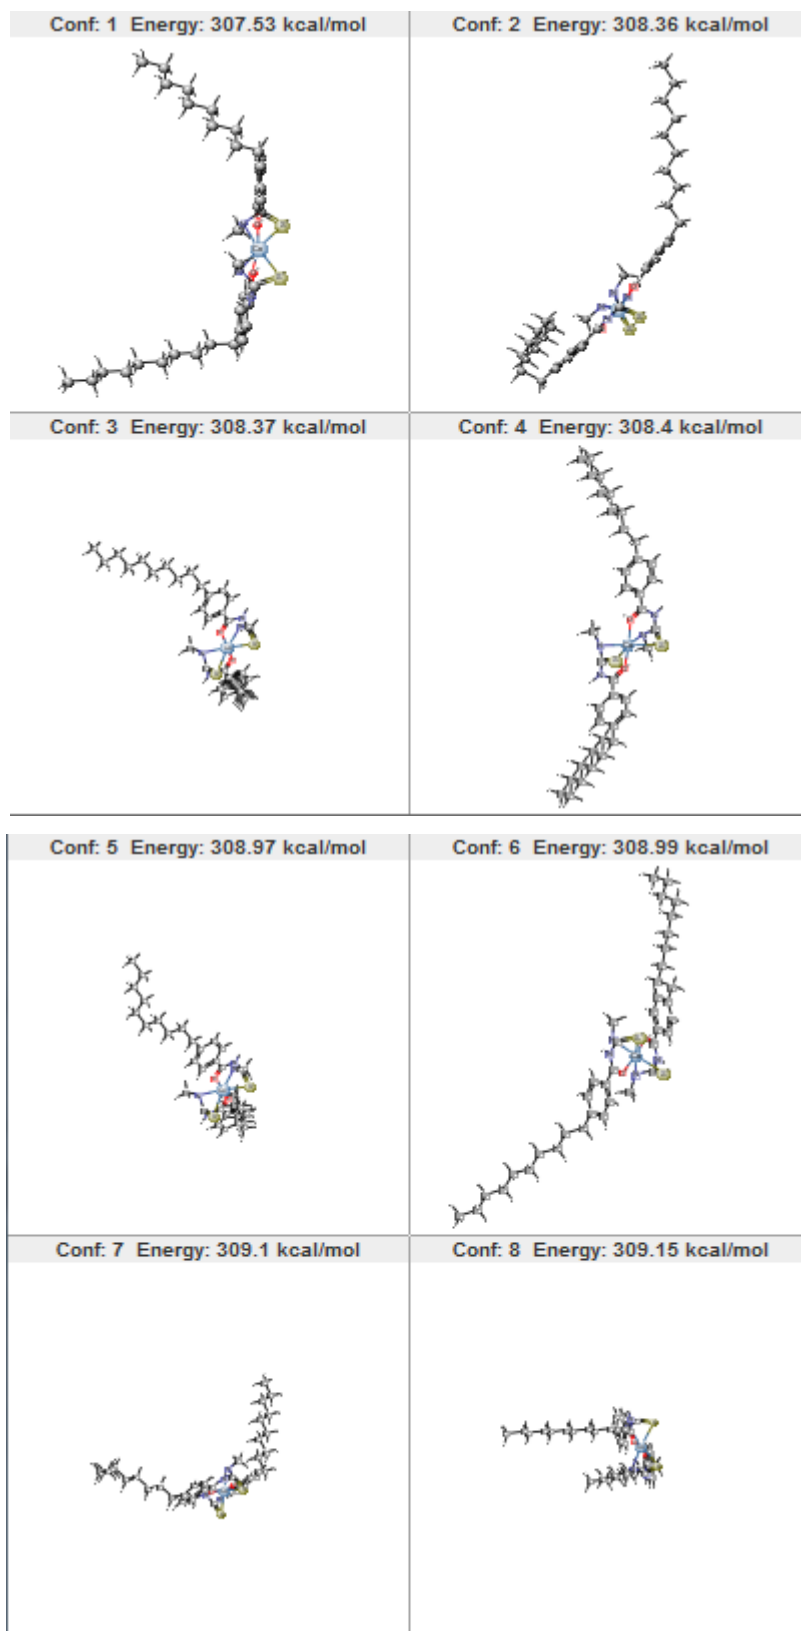 Conf: 1 Energy: 307.53 kcal/mol
Conf: 2 Energy: 308.36 kcal/mol
Conf: 3 Energy: 308.37 kcal/mol
Conf: 4 Energy: 308.4 kcal/mol
Conf: 5 Energy: 308.97 kcal/mol
Conf: 6 Energy: 308.99 kcal/mol
Conf: 7 Energy: 309.1 kcal/mol
Conf: 8 Energy: 309.15 kcal/mol